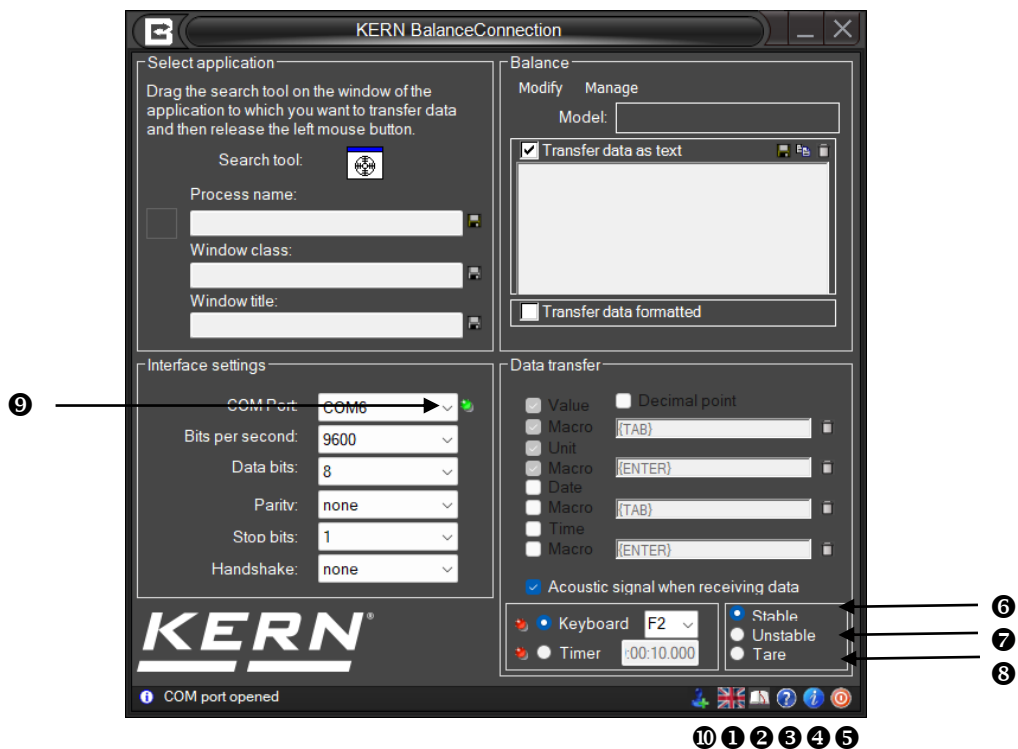 KERN BalanceConnection
Select application
Drag the search tool on the window of the
application to which you want to transfer data
and then release the left mouse button.
Search tool:
Process name:
Window class:
Window title:
Balance
Modify Manage
Model:
Transfer data as text
Transfer data formatted
Interface settings
COM Port: COM6
Bits per second: 9600
Data bits: 8
Parity: none
Stop bits: 1
Handshake: none
Data transfer
Value Decimal point
Macro {TAB}
Unit
Macro {ENTER}
Date
Macro {TAB}
Time
Macro {ENTER}
Acoustic signal when receiving data
Keyboard F2
Timer :00:10.000
Stable
Unstable
Tare
KERN®
COM port opened
❾
❻
❼
❽
❿ ❶ ❷ ❸ ❹ ❺